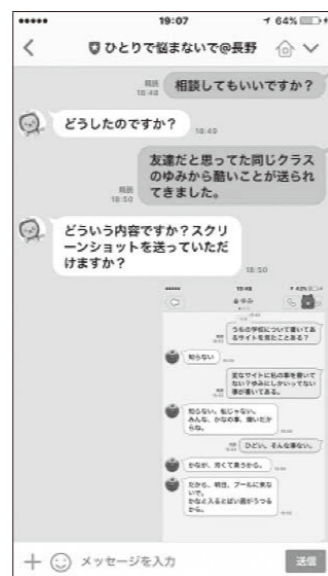 19:07
64%
ひとりで悩まないで@長野
相談してもいいですか?
既読
18:48
どうしたのですか?
18:49
友達だと思ってた同じクラス
のゆみから酷いことが送られ
てきました。
既読
18:50
どういう内容ですか?スクリ
ーンショットを送っていただ
けますか?
18:50
ゆみ
うちの学校について書いてあ
るサイトを見たことある?
知らない
変なサイトに私の事を書いて
ない?ゆみにしかいってない
事が書いてある。
知らない、私じゃない。
みんな、かなの事、嫌いだか
らね。
ひどい。そんな事ない。
かなが、汚くて臭うから。
だから、明日、プールに来な
いで。
かなと入るとばい菌がうつる
から。
メッセージを入力
送信